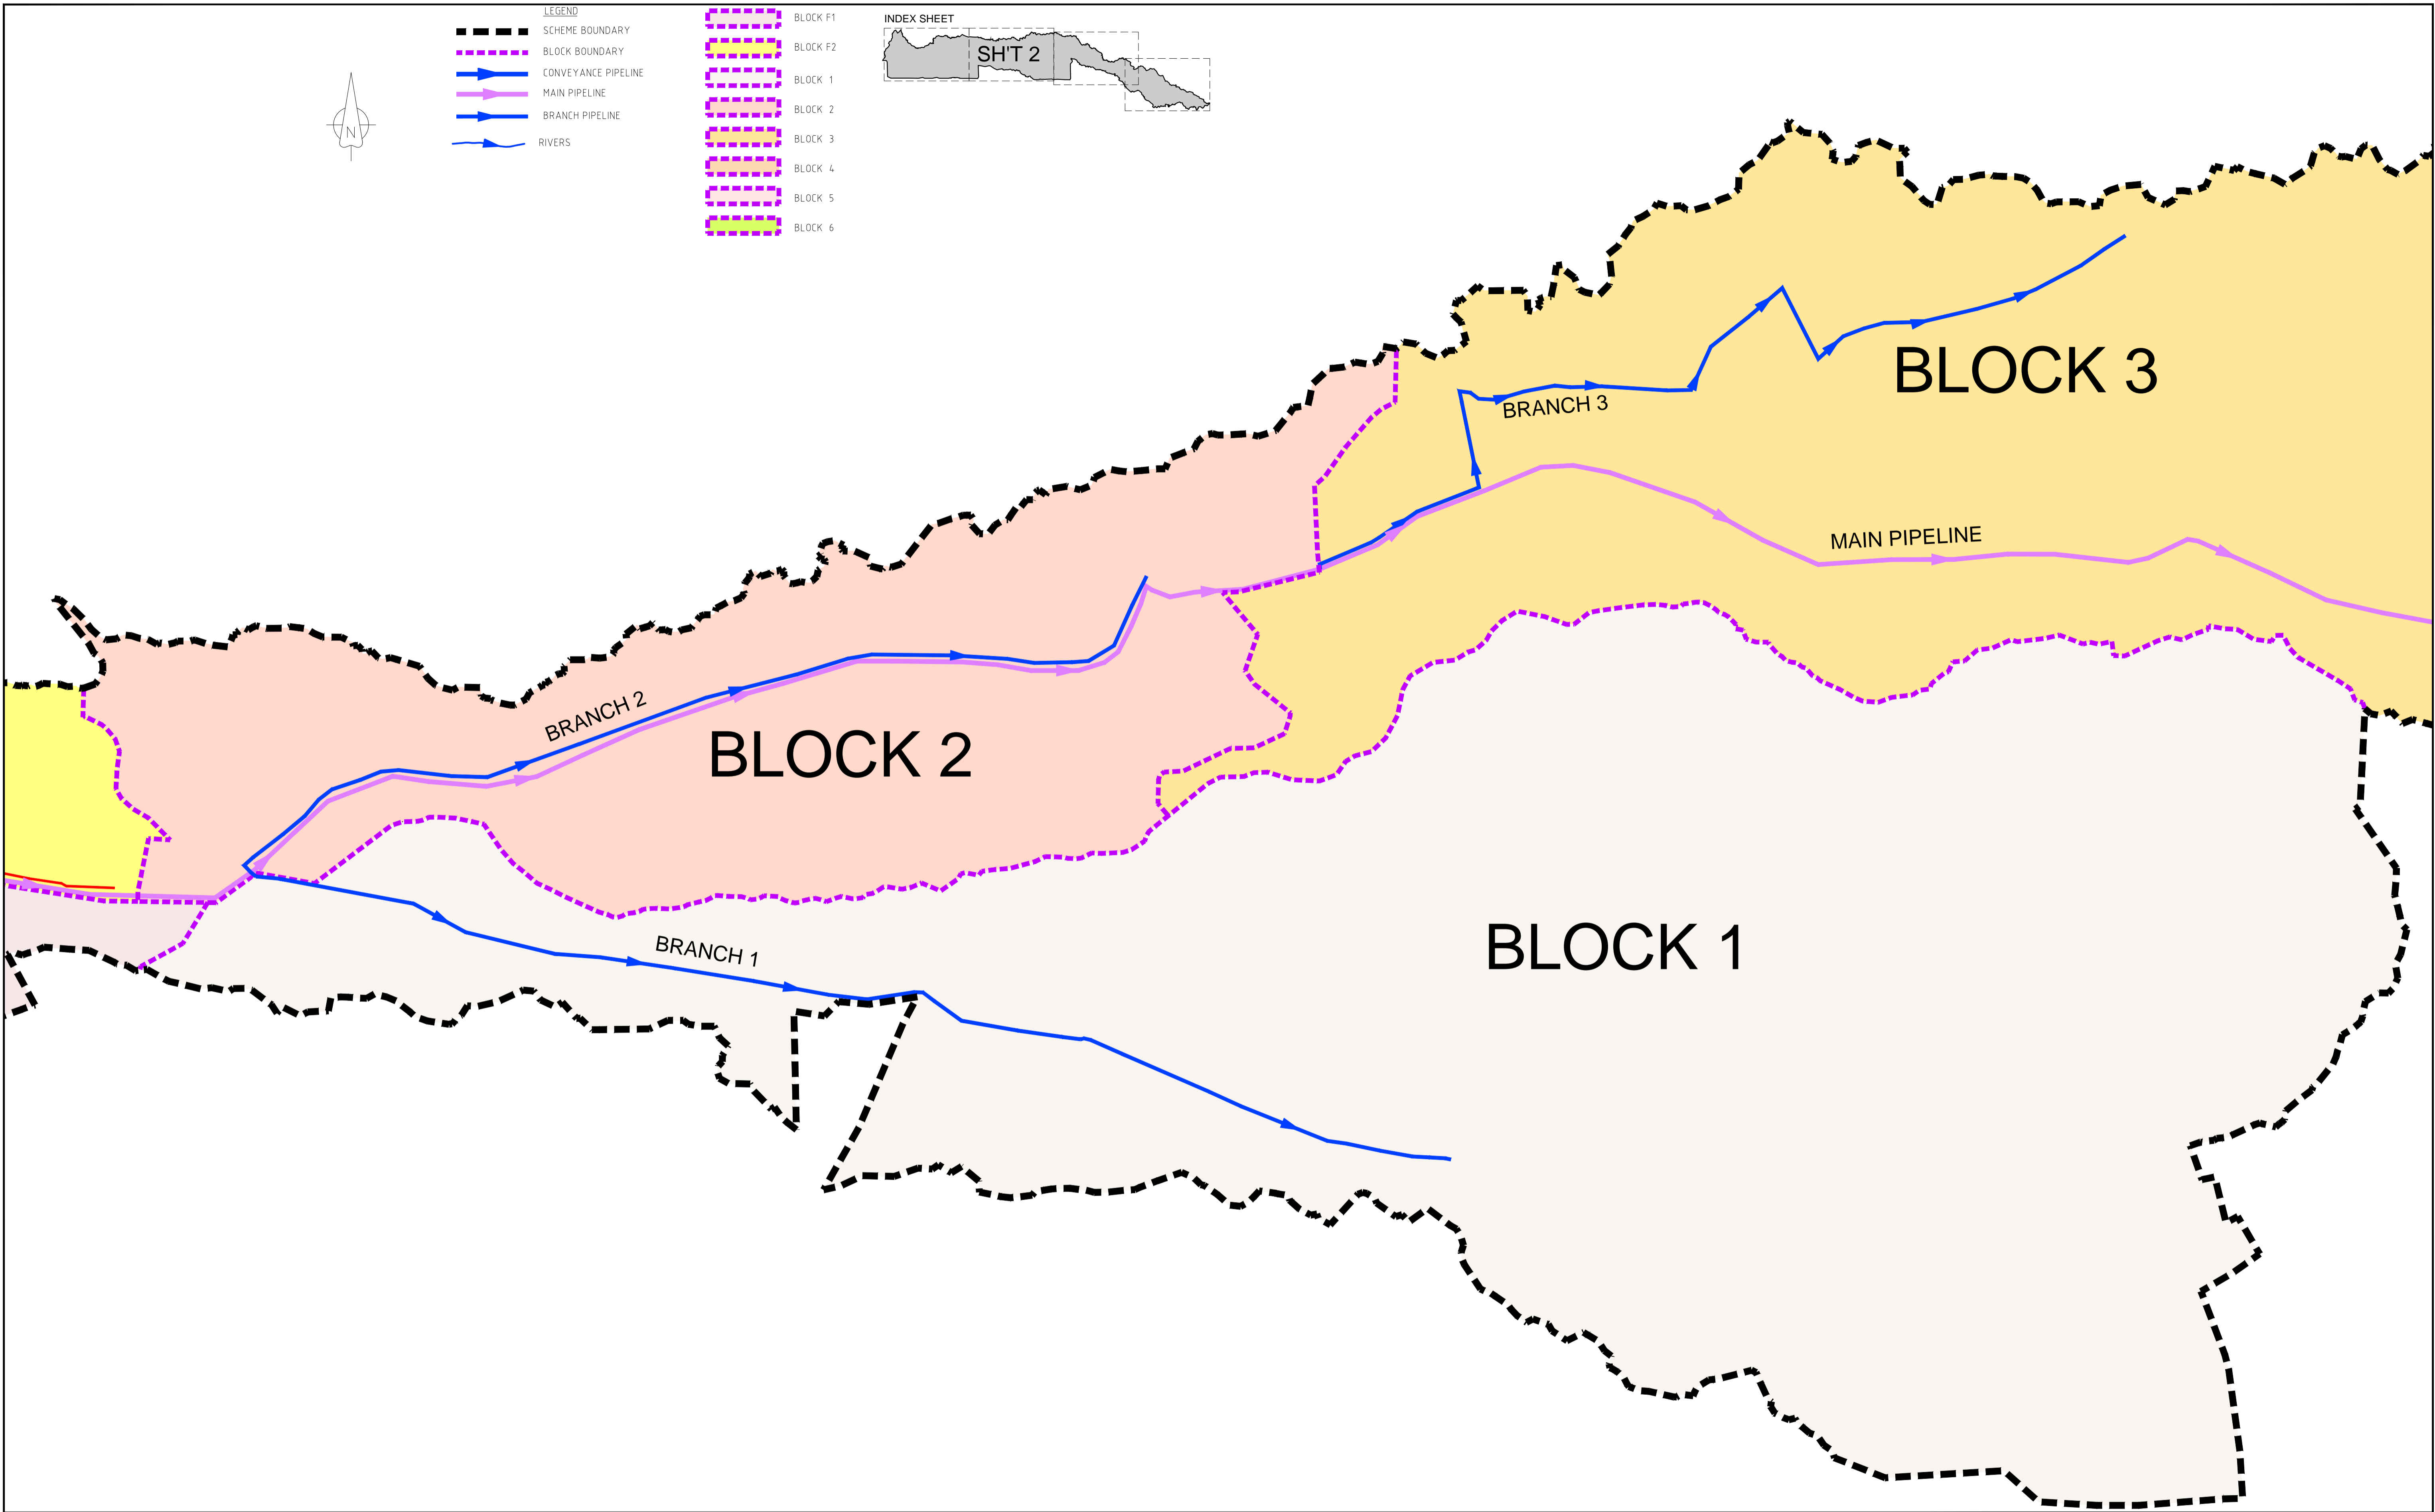 LEGEND
SCHEME BOUNDARY
BLOCK BOUNDARY
CONVEYANCE PIPELINE
MAIN PIPELINE
BRANCH PIPELINE
RIVERS
BLOCK F1
BLOCK F2
BLOCK 1
BLOCK 2
BLOCK 3
BLOCK 4
BLOCK 5
BLOCK 6
INDEX SHEET
SH'T 2
N
BLOCK 3
BRANCH 3
MAIN PIPELINE
BRANCH 2
BLOCK 2
BRANCH 1
BLOCK 1